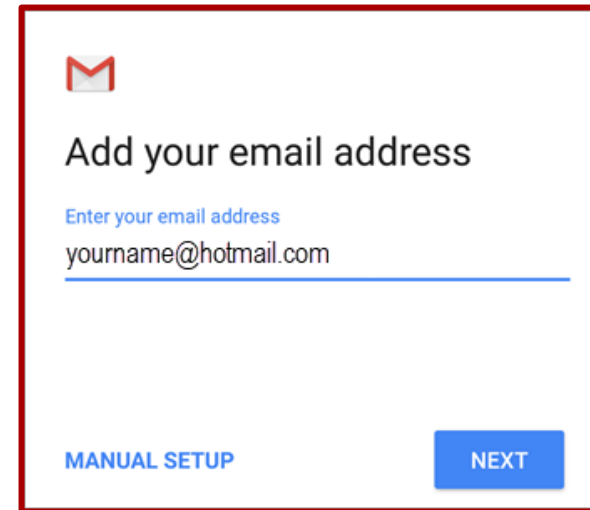 Add your email address
Enter your email address
yourname@hotmail.com
MANUAL SETUP
NEXT